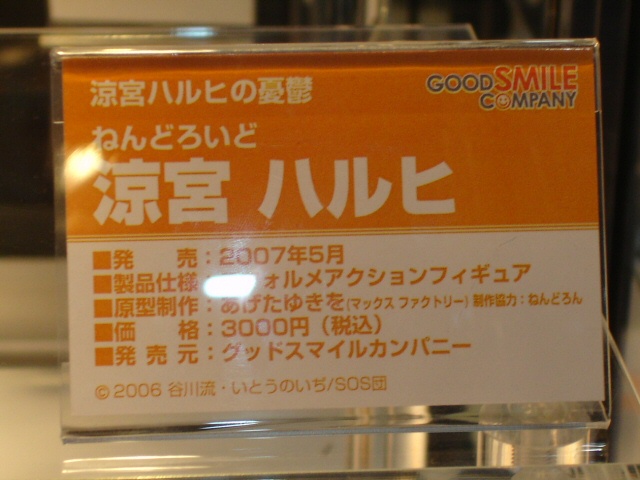 涼宮ハルヒの憂鬱
GOOD SMILE
COMPANY
ねんどろいど
涼宮 ハルヒ
■発　売：2007年5月
■製品仕様 フォルメアクションフィギュア
■原型制作：あげたゆきを(マックス ファクトリー) 制作協力：ねんどろん
■価　格：3000円（税込）
■発 売 元：グッドスマイルカンパニー
©2006 谷川流・いとうのいぢ/SOS団